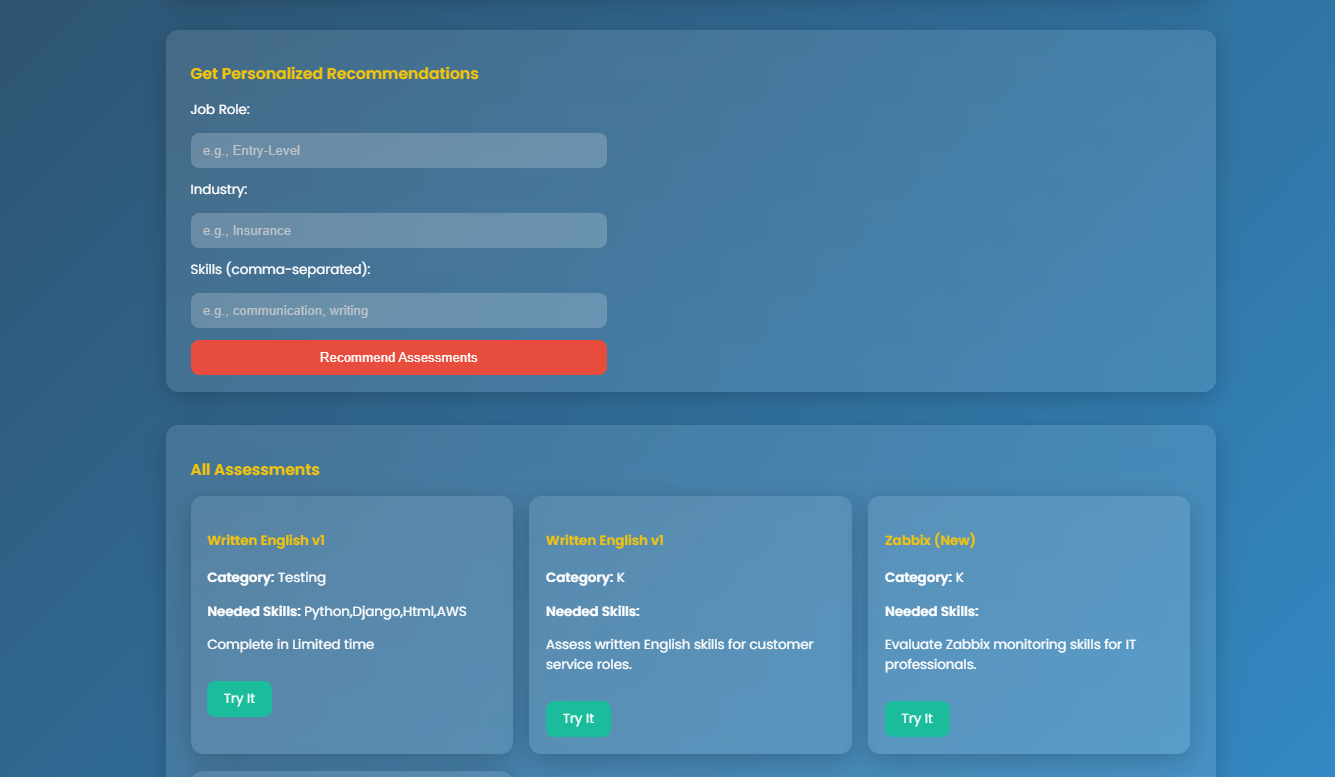 Get Personalized Recommendations
Job Role:
e.g., Entry-Level
Industry:
e.g., Insurance
Skills (comma-separated):
e.g., communication, writing
Recommend Assessments
All Assessments
Written English v1
Category: Testing
Needed Skills: Python,Django,Html,AWS
Complete in Limited time
Try It
Written English v1
Category: K
Needed Skills:
Assess written English skills for customer
service roles.
Try It
Zabbix (New)
Category: K
Needed Skills:
Evaluate Zabbix monitoring skills for IT
professionals.
Try It